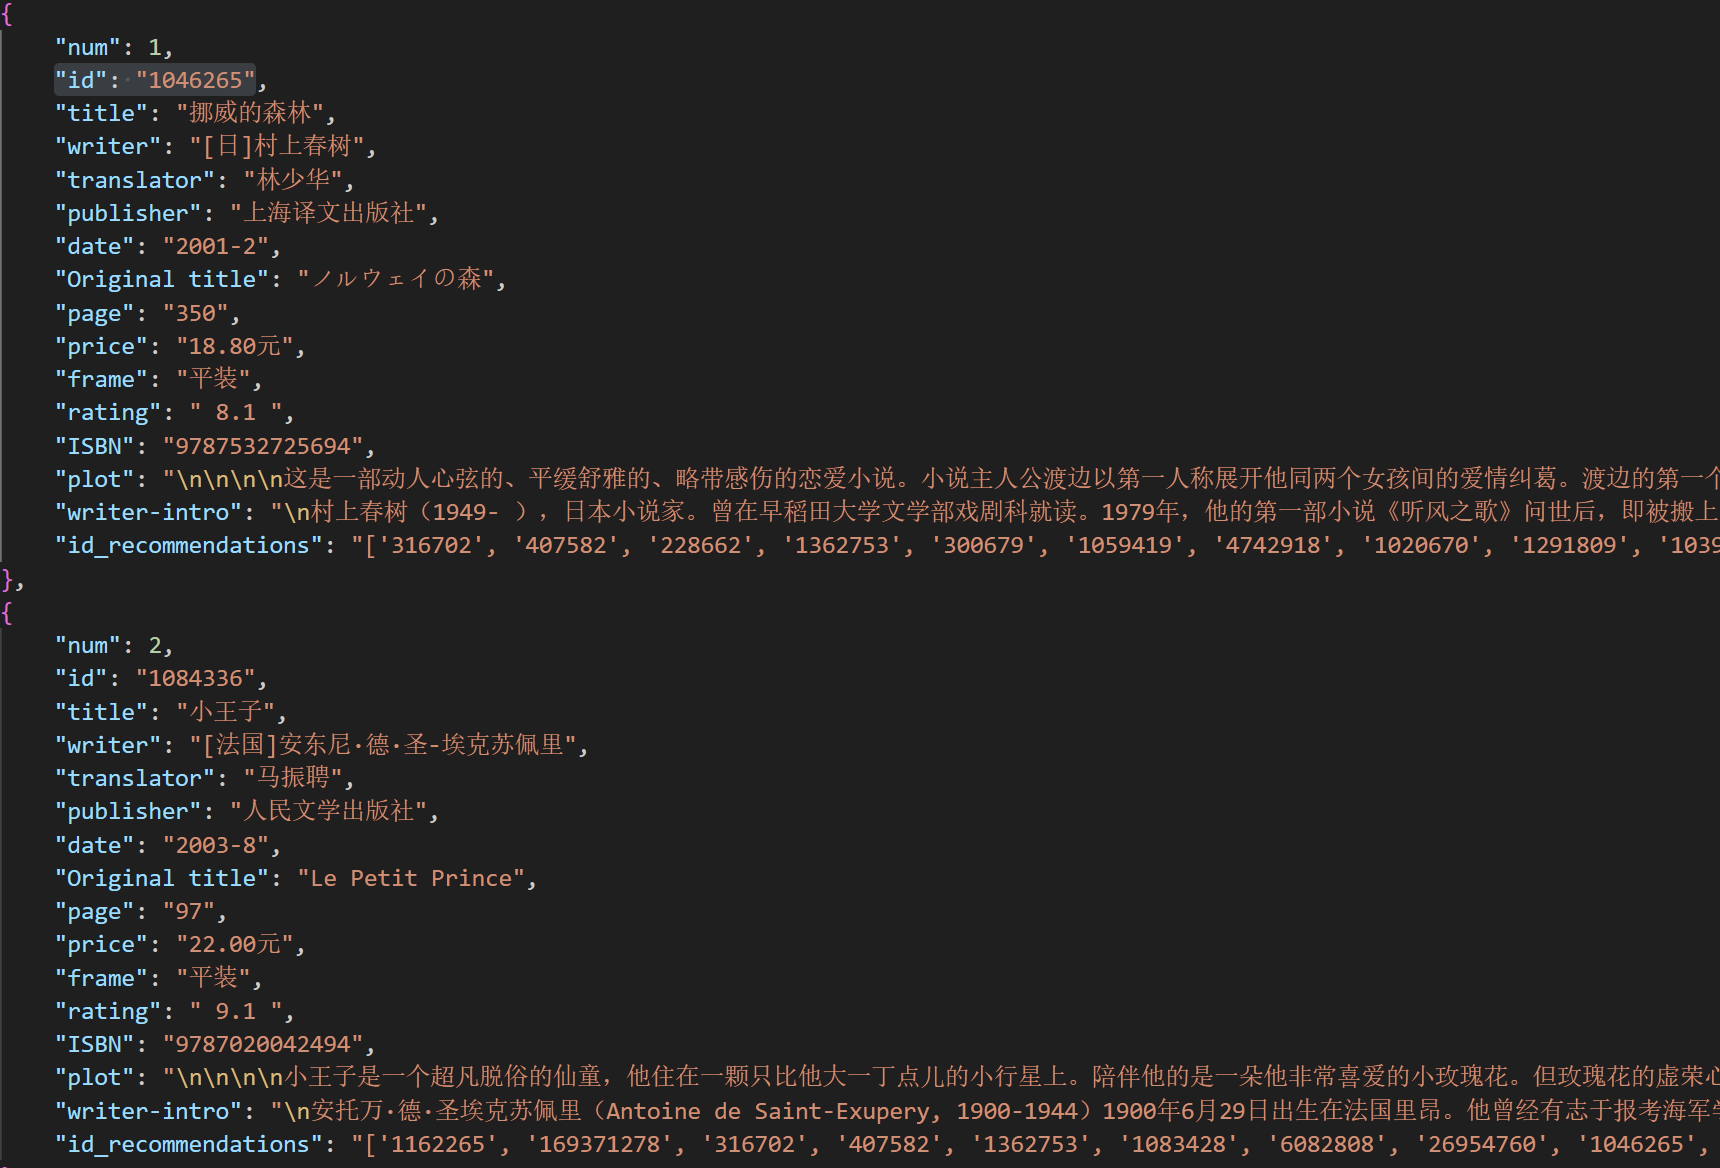 {
"num": 1,
"id": "1046265",
"title": "挪威的森林",
"writer": "[日]村上春树",
"translator": "林少华",
"publisher": "上海译文出版社",
"date": "2001-2",
"Original title": "ノルウェイの森",
"page": "350",
"price": "18.80元",
"frame": "平装",
"rating": " 8.1 ",
"ISBN": "9787532725694",
"plot": "\n\n\n\n这是一部动人心弦的、平缓舒雅的、略带感伤的恋爱小说。小说主人公渡边以第一人称展开他同两个女孩间的爱情纠葛。渡边的第一个
"writer-intro": "\n村上春树（1949- ），日本小说家。曾在早稻田大学文学部戏剧科就读。1979年，他的第一部小说《听风之歌》问世后，即被搬上
"id_recommendations": "['316702', '407582', '228662', '1362753', '300679', '1059419', '4742918', '1020670', '1291809', '1039
},
{
"num": 2,
"id": "1084336",
"title": "小王子",
"writer": "[法国]安东尼·德·圣-埃克苏佩里",
"translator": "马振聘",
"publisher": "人民文学出版社",
"date": "2003-8",
"Original title": "Le Petit Prince",
"page": "97",
"price": "22.00元",
"frame": "平装",
"rating": " 9.1 ",
"ISBN": "9787020042494",
"plot": "\n\n\n\n小王子是一个超凡脱俗的仙童，他住在一颗只比他大一丁点儿的小行星上。陪伴他的是一朵他非常喜爱的小玫瑰花。但玫瑰花的虚荣心
"writer-intro": "\n安托万·德·圣埃克苏佩里（Antoine de Saint-Exupery, 1900-1944）1900年6月29日出生在法国里昂。他曾经有志于报考海军学
"id_recommendations": "['1162265', '169371278', '316702', '407582', '1362753', '1083428', '6082808', '26954760', '1046265',